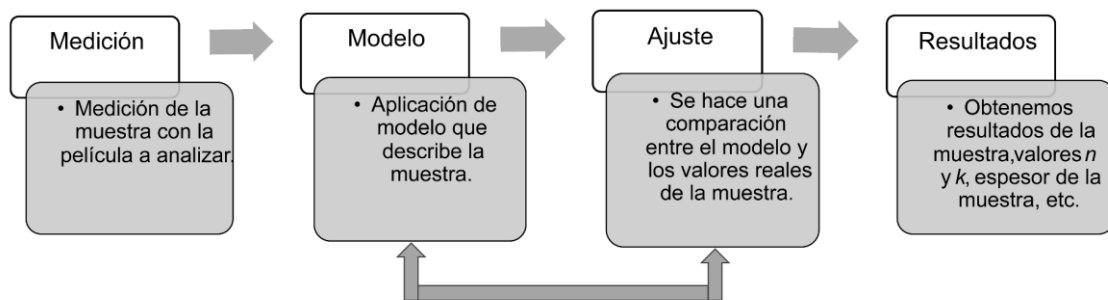 Medición
• Medición de la
muestra con la
película a analizar.
Modelo
• Aplicación de
modelo que
describe la
muestra.
Ajuste
• Se hace una
comparación
entre el modelo y
los valores reales
de la muestra.
Resultados
• Obtenemos
resultados de la
muestra,valores n
y k, espesor de la
muestra, etc.